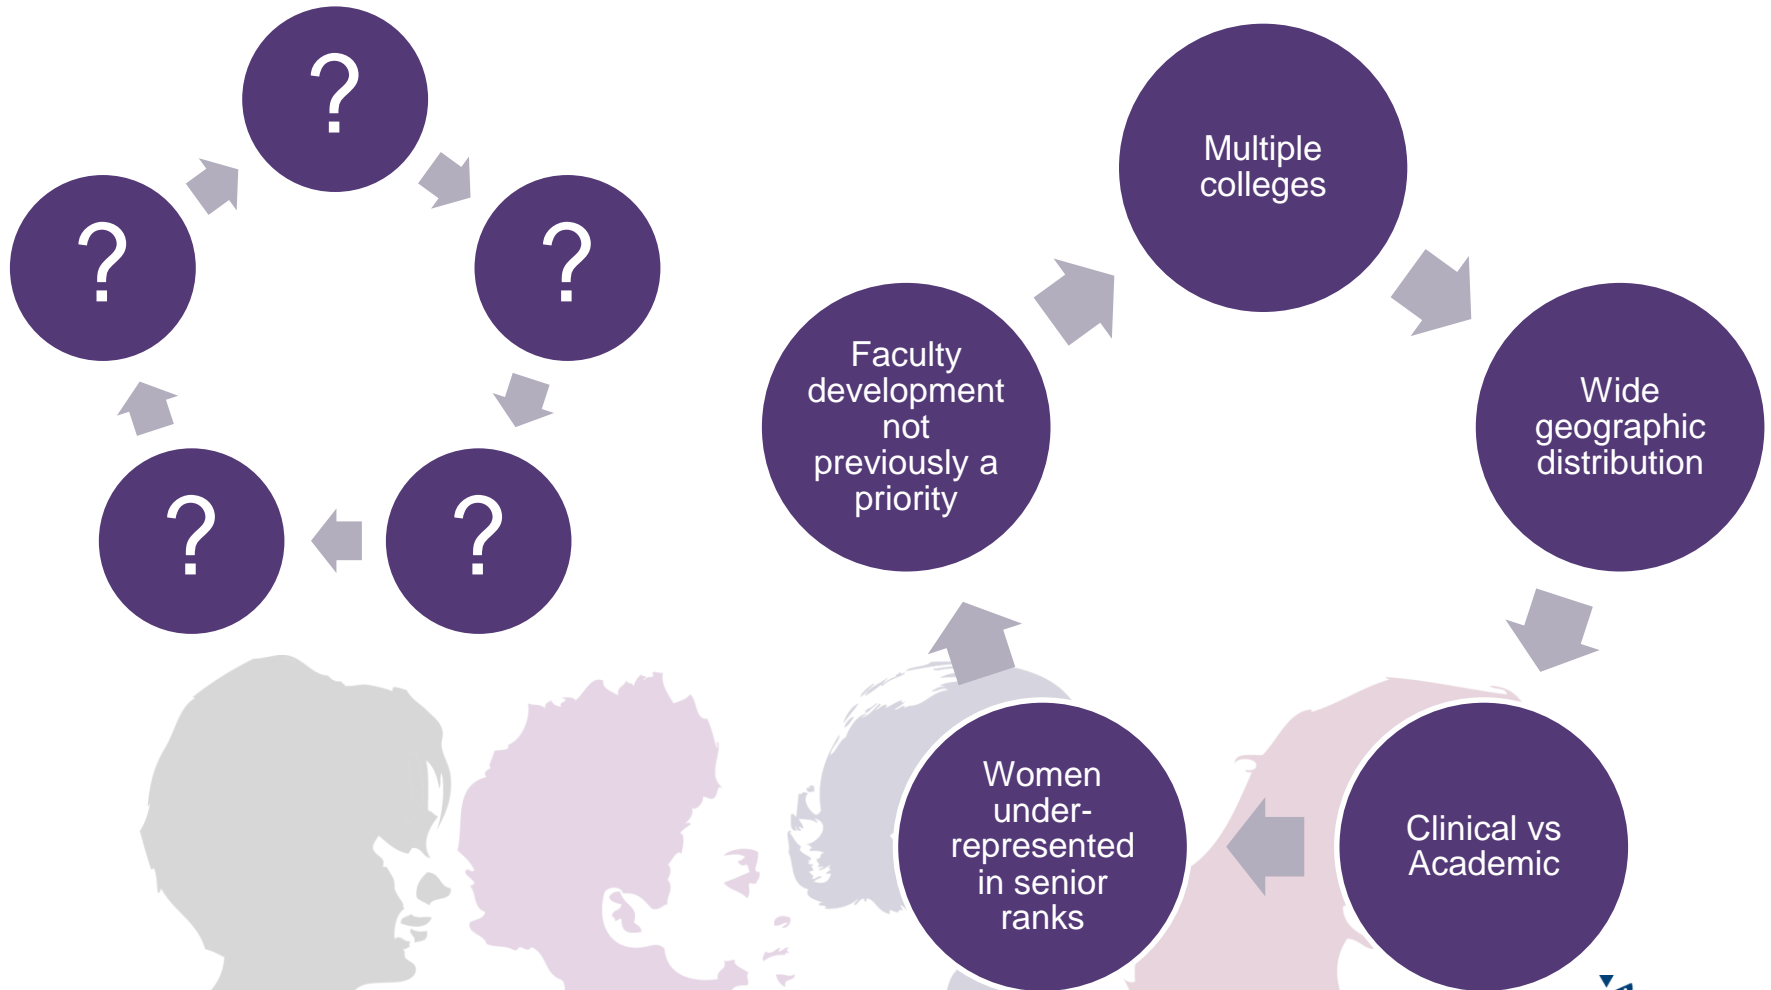 ?
?
?
?
?
Multiple
colleges
Wide
geographic
distribution
Clinical vs
Academic
Women
under-
represented
in senior
ranks
Faculty
development
not
previously a
priority